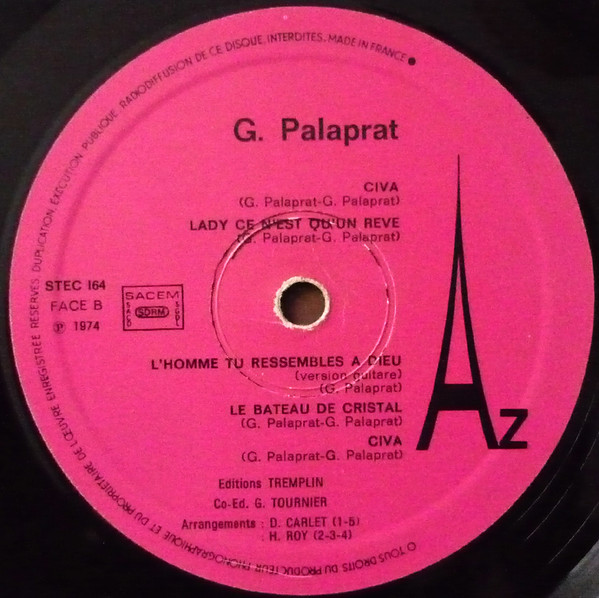 O TOUS DROITS DU PRODUCTEUR PHONOGRAPHIQUE ET DU PROPRIETAIRE DE L'ŒUVRE ENREGISTREE RESERVES. DUPLICATION, EXECUTION PUBLIQUE, RADIODIFFUSION DE CE DISQUE, INTERDITES. MADE IN FRANCE
G. Palaprat
CIVA
(G. Palaprat-G. Palaprat)
LADY CE N'EST QU'UN REVE
(G. Palaprat-G. Palaprat)
STEC 164
FACE B
℗ 1974
SACEM
SACD
SDRM
SGDL
L'HOMME TU RESSEMBLES A DIEU
(version guitare)
(G. Palaprat)
LE BATEAU DE CRISTAL
(G. Palaprat-G. Palaprat)
CIVA
(G. Palaprat-G. Palaprat)
Az
Editions TREMPLIN
Co-Ed. G. TOURNIER
Arrangements : D. CARLET (1-5)
H. ROY (2-3-4)